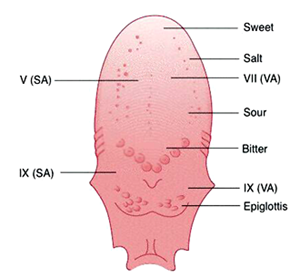 Sweet
Salt
V (SA)
VII (VA)
Sour
Bitter
IX (SA)
IX (VA)
Epiglottis